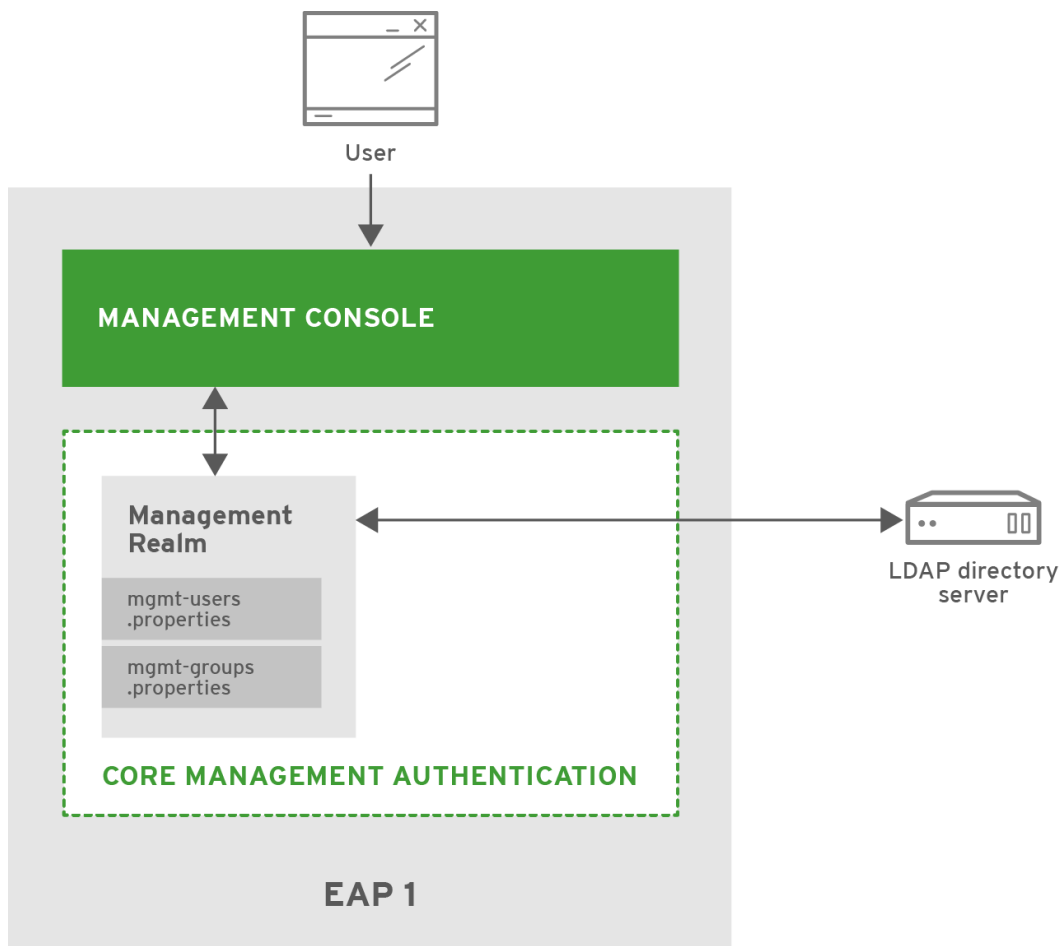 User
MANAGEMENT CONSOLE
Management
Realm
mgmt-users
.properties
mgmt-groups
.properties
CORE MANAGEMENT AUTHENTICATION
LDAP directory
server
EAP 1